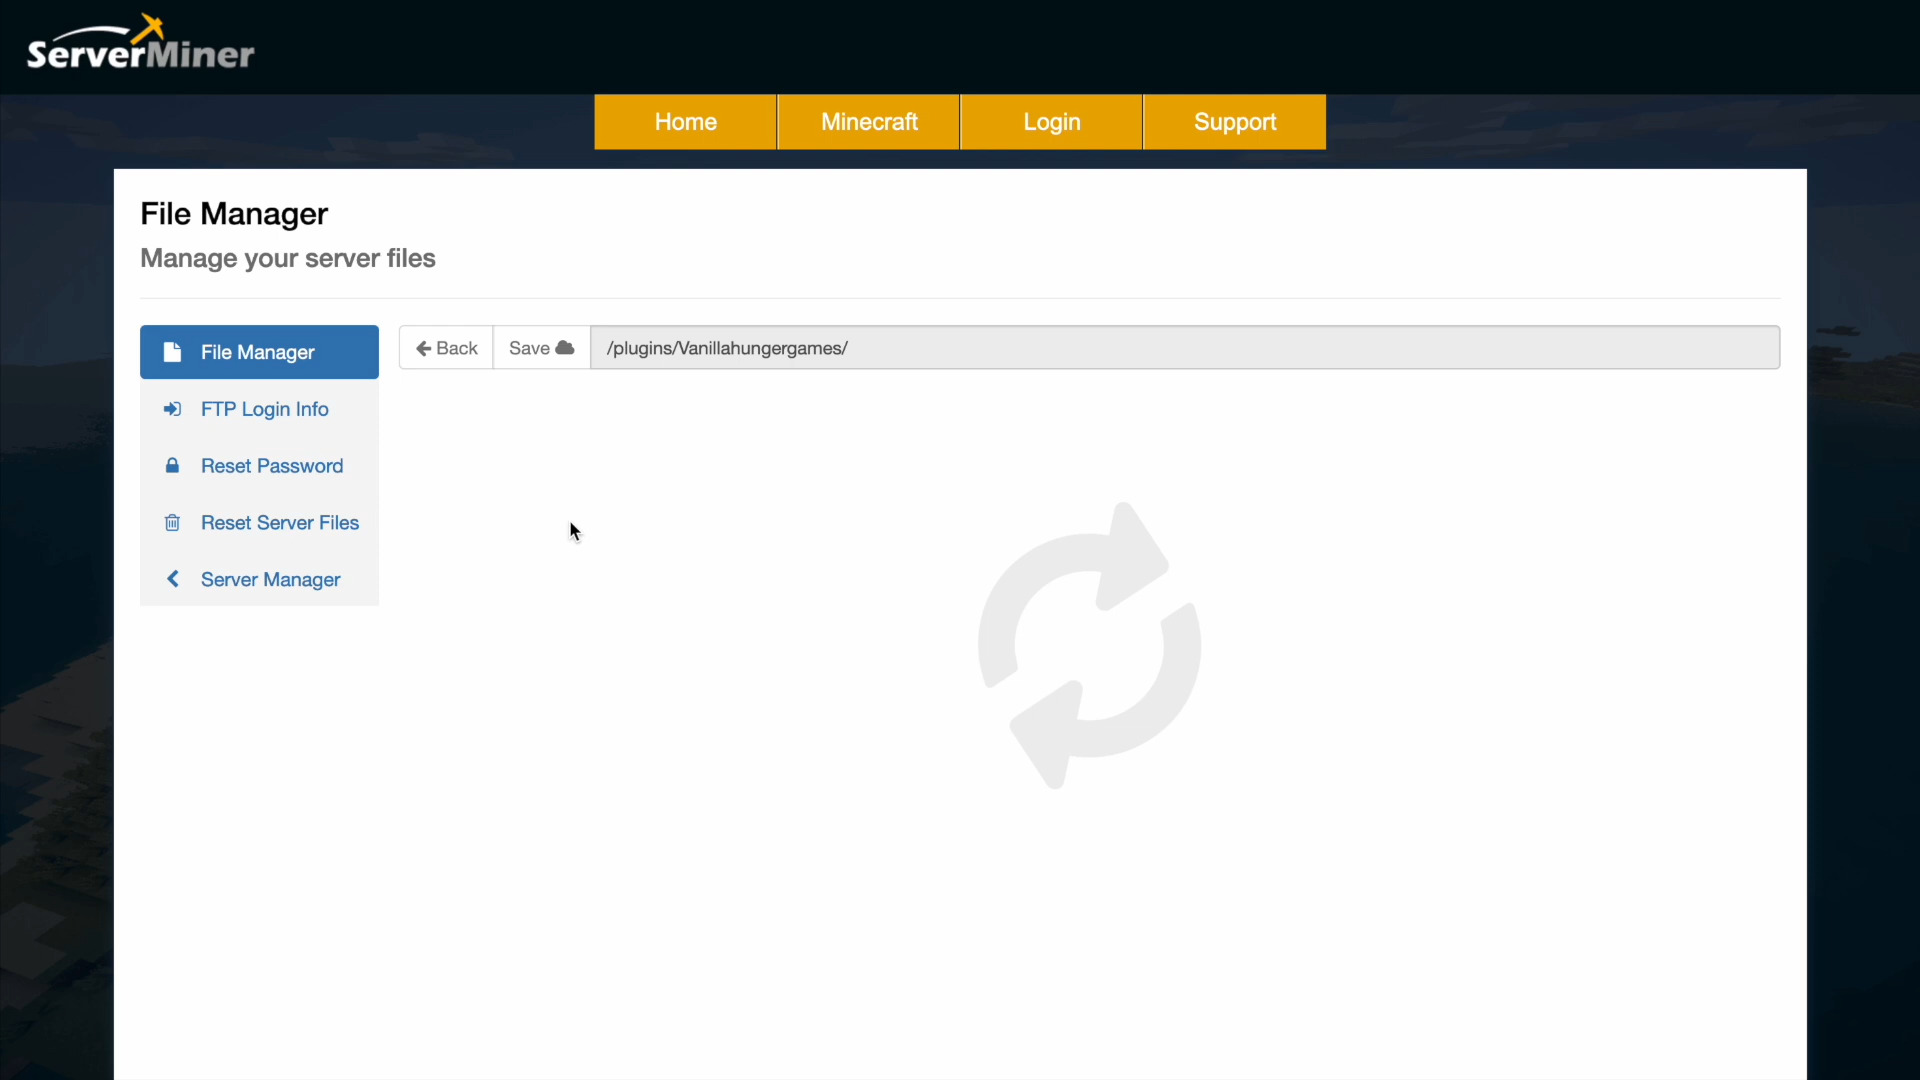 ServerMiner
Home
Minecraft
Login
Support
File Manager
Manage your server files
File Manager
Back
Save
/plugins/Vanillahungergames/
FTP Login Info
Reset Password
Reset Server Files
Server Manager